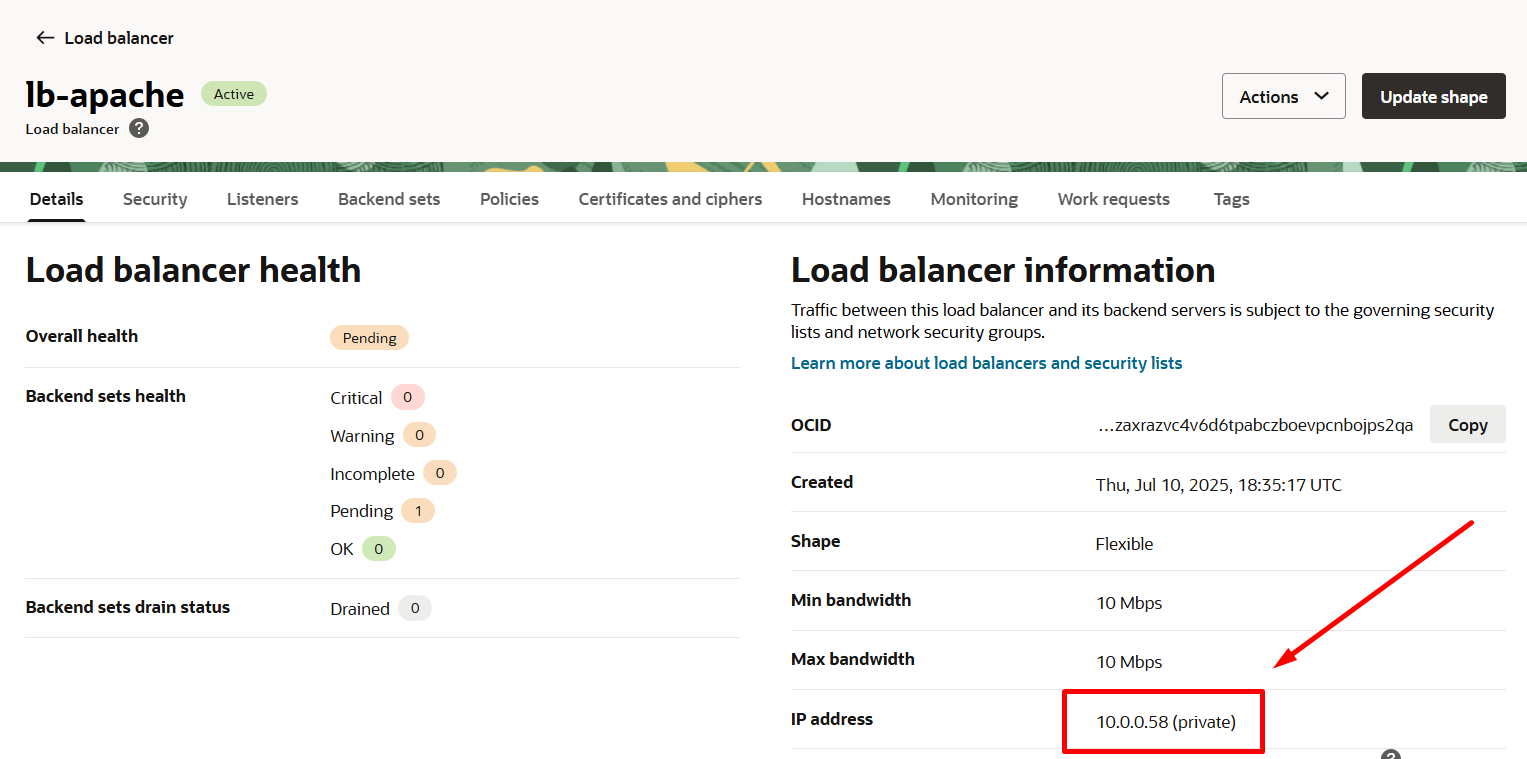 Load balancer
lb-apache Active
Load balancer ?
Actions
Update shape
Details Security Listeners Backend sets Policies Certificates and ciphers Hostnames Monitoring Work requests Tags
Load balancer health
Overall health Pending
Backend sets health Critical 0
Warning 0
Incomplete 0
Pending 1
OK 0
Backend sets drain status Drained 0
Load balancer information
Traffic between this load balancer and its backend servers is subject to the governing security
lists and network security groups.
Learn more about load balancers and security lists
OCID ...zaxrazvc4v6d6tpabczboevpcnbojps2qa Copy
Created Thu, Jul 10, 2025, 18:35:17 UTC
Shape Flexible
Min bandwidth 10 Mbps
Max bandwidth 10 Mbps
IP address 10.0.0.58 (private)
?